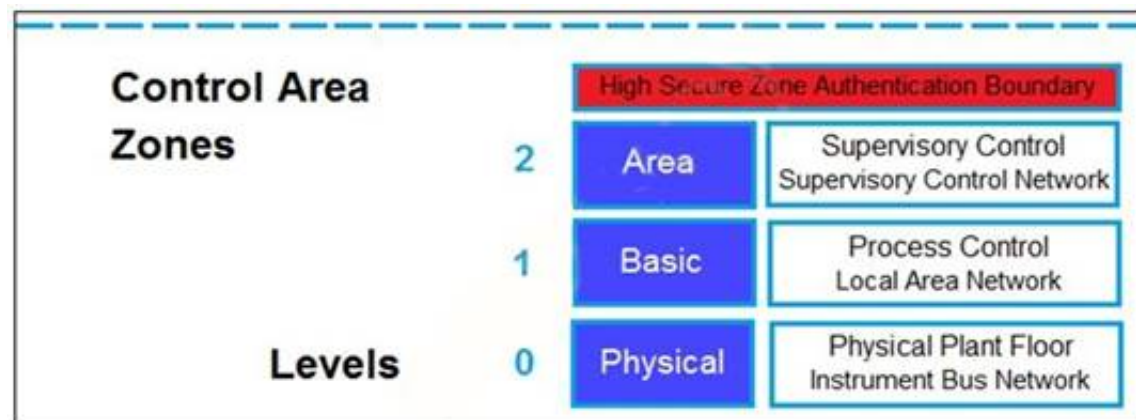 Control Area
Zones
High Secure Zone Authentication Boundary
2
Area
Supervisory Control
Supervisory Control Network
1
Basic
Process Control
Local Area Network
Levels
0
Physical
Physical Plant Floor
Instrument Bus Network